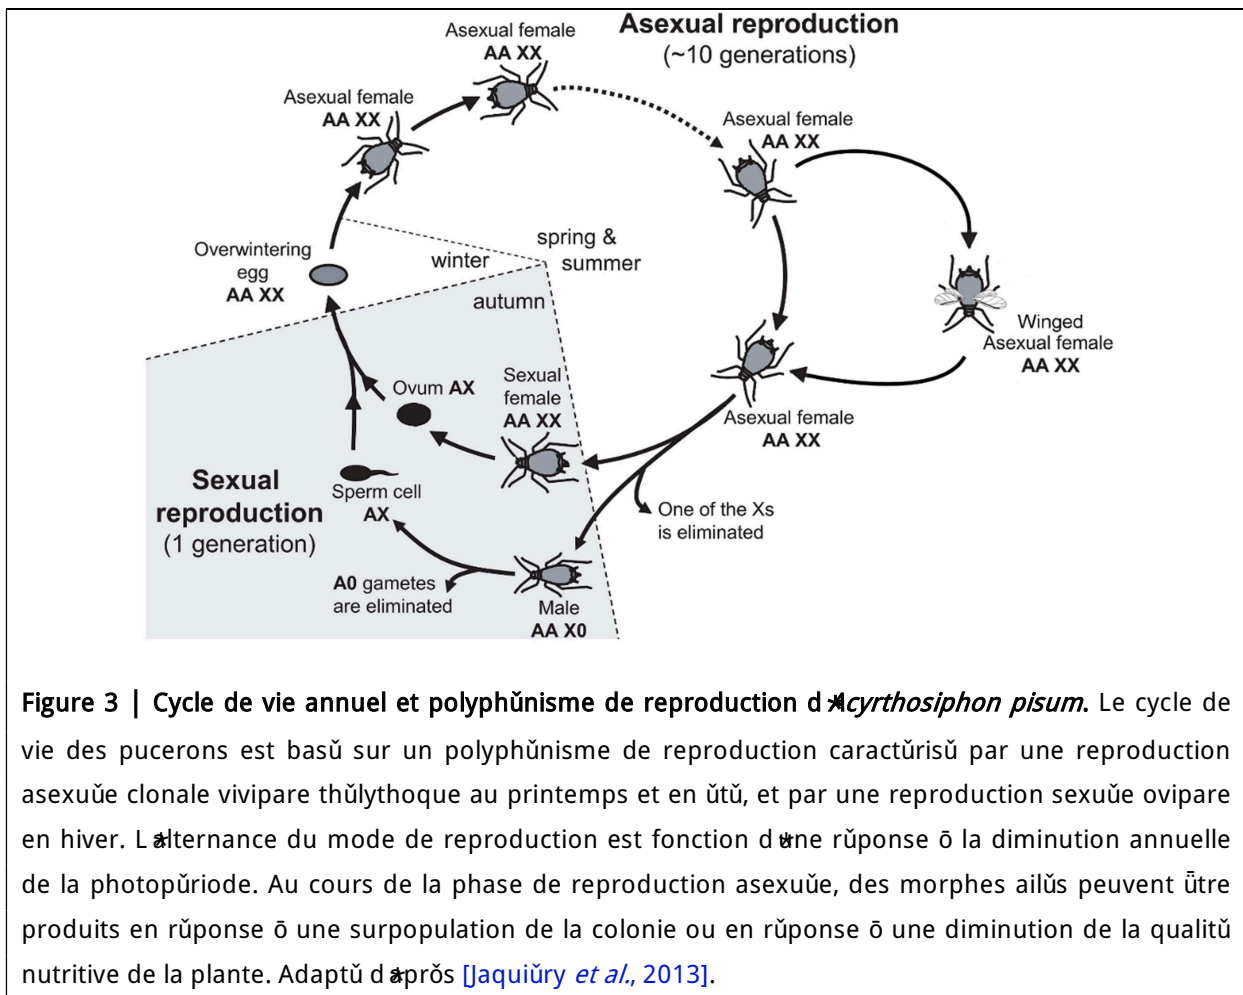 Asexual reproduction
(~10 generations)
Asexual female
AA XX
Asexual female
AA XX
Asexual female
AA XX
Overwintering
egg
AA XX
winter
spring &
summer
autumn
Winged
Asexual female
AA XX
Asexual female
AA XX
Ovum AX
Sexual
female
AA XX
Sexual
reproduction
(1 generation)
Sperm cell
AX
One of the Xs
is eliminated
A0 gametes
are eliminated
Male
AA X0
Figure 3 | Cycle de vie annuel et polyphŭnisme de reproduction d Acyrthosiphon pisum. Le cycle de
vie des pucerons est basŭ sur un polyphŭnisme de reproduction caractŭrisŭ par une reproduction
asexuŭe clonale vivipare thŭlythoque au printemps et en ŭtŭ, et par une reproduction sexuŭe ovipare
en hiver. L alternance du mode de reproduction est fonction d une rŭponse ō la diminution annuelle
de la photopŭriode. Au cours de la phase de reproduction asexuŭe, des morphes ailŭs peuvent ǖtre
produits en rŭponse ō une surpopulation de la colonie ou en rŭponse ō une diminution de la qualitŭ
nutritive de la plante. Adaptŭ d aprŏs [Jaquiŭry et al., 2013].